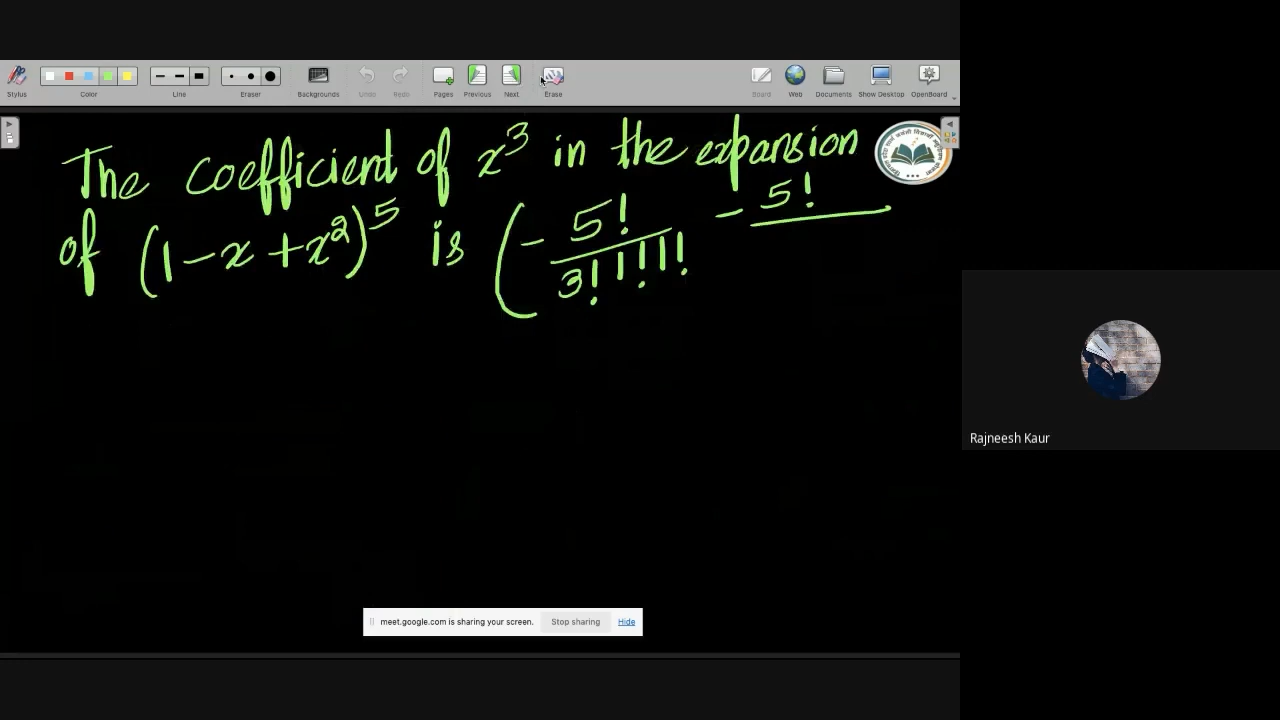 Stylus Color Line Eraser Backgrounds Undo Redo Pages Previous Next Erase Board Web Documents Show Desktop OpenBoard
The coefficient of x³ in the expansion
of (1 - x + x²)⁵ is (- 5!/3! 1! 1! - 5!/
Rajneesh Kaur
meet.google.com is sharing your screen. Stop sharing Hide